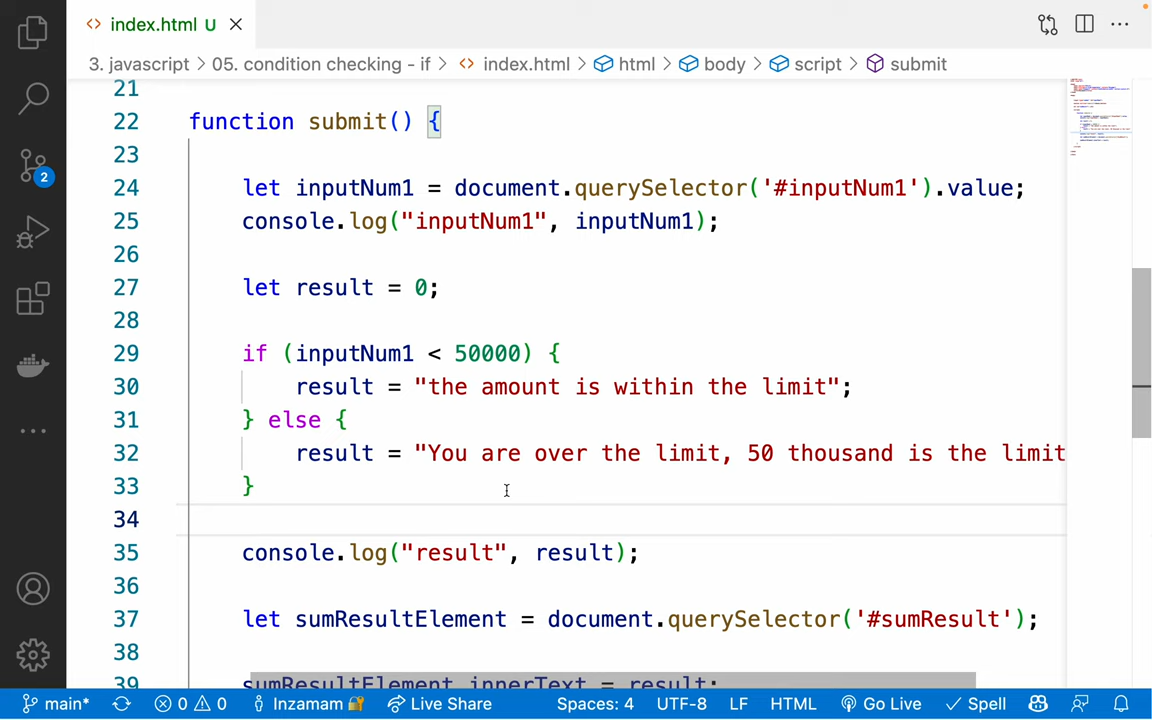 index.html U
3. javascript > 05. condition checking - if > index.html > html > body > script > submit
21
22 function submit() {
23
24 let inputNum1 = document.querySelector('#inputNum1').value;
25 console.log("inputNum1", inputNum1);
26
27 let result = 0;
28
29 if (inputNum1 < 50000) {
30 result = "the amount is within the limit";
31 } else {
32 result = "You are over the limit, 50 thousand is the limit
33 }
34
35 console.log("result", result);
36
37 let sumResultElement = document.querySelector('#sumResult');
38
39 sumResultElement.innerText = result;
2
main* 0 0 Inzamam Live Share Spaces: 4 UTF-8 LF HTML Go Live Spell